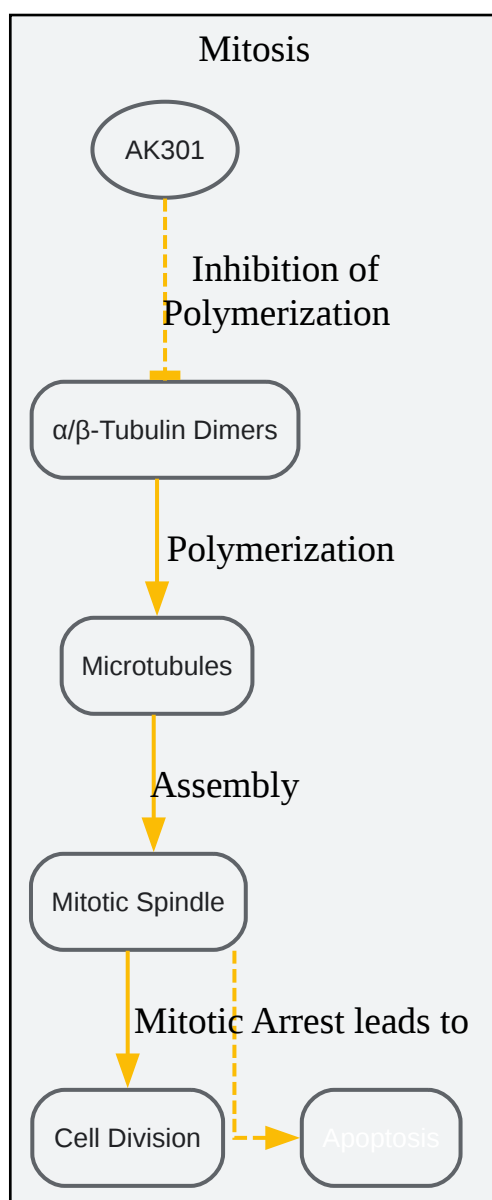 Mitosis
AK301
Inhibition of
Polymerization
α/β-Tubulin Dimers
Polymerization
Microtubules
Assembly
Mitotic Spindle
Mitotic Arrest leads to
Cell Division
Apoptosis